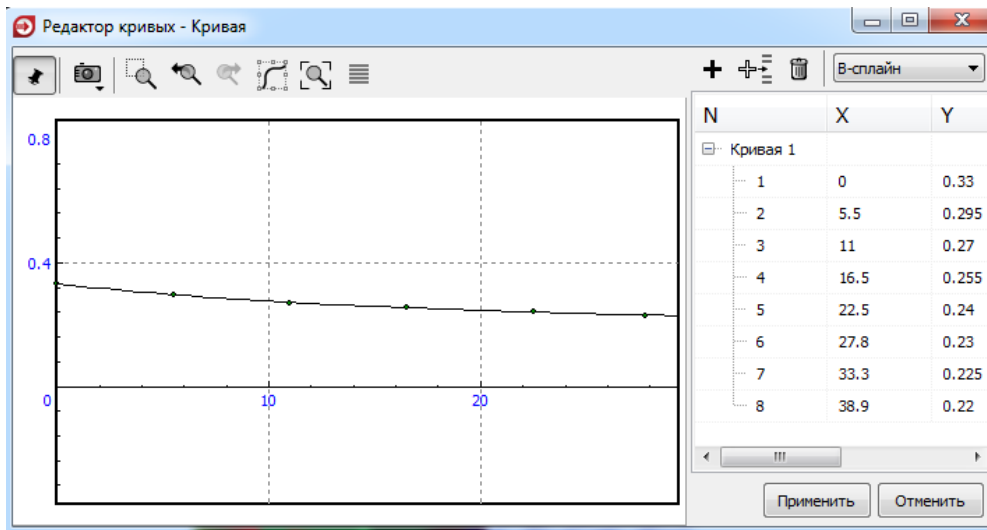 Редактор кривых - Кривая
В-сплайн
0.8
0.4
0
10
20
N X Y
Кривая 1
1 0 0.33
2 5.5 0.295
3 11 0.27
4 16.5 0.255
5 22.5 0.24
6 27.8 0.23
7 33.3 0.225
8 38.9 0.22
Применить Отменить